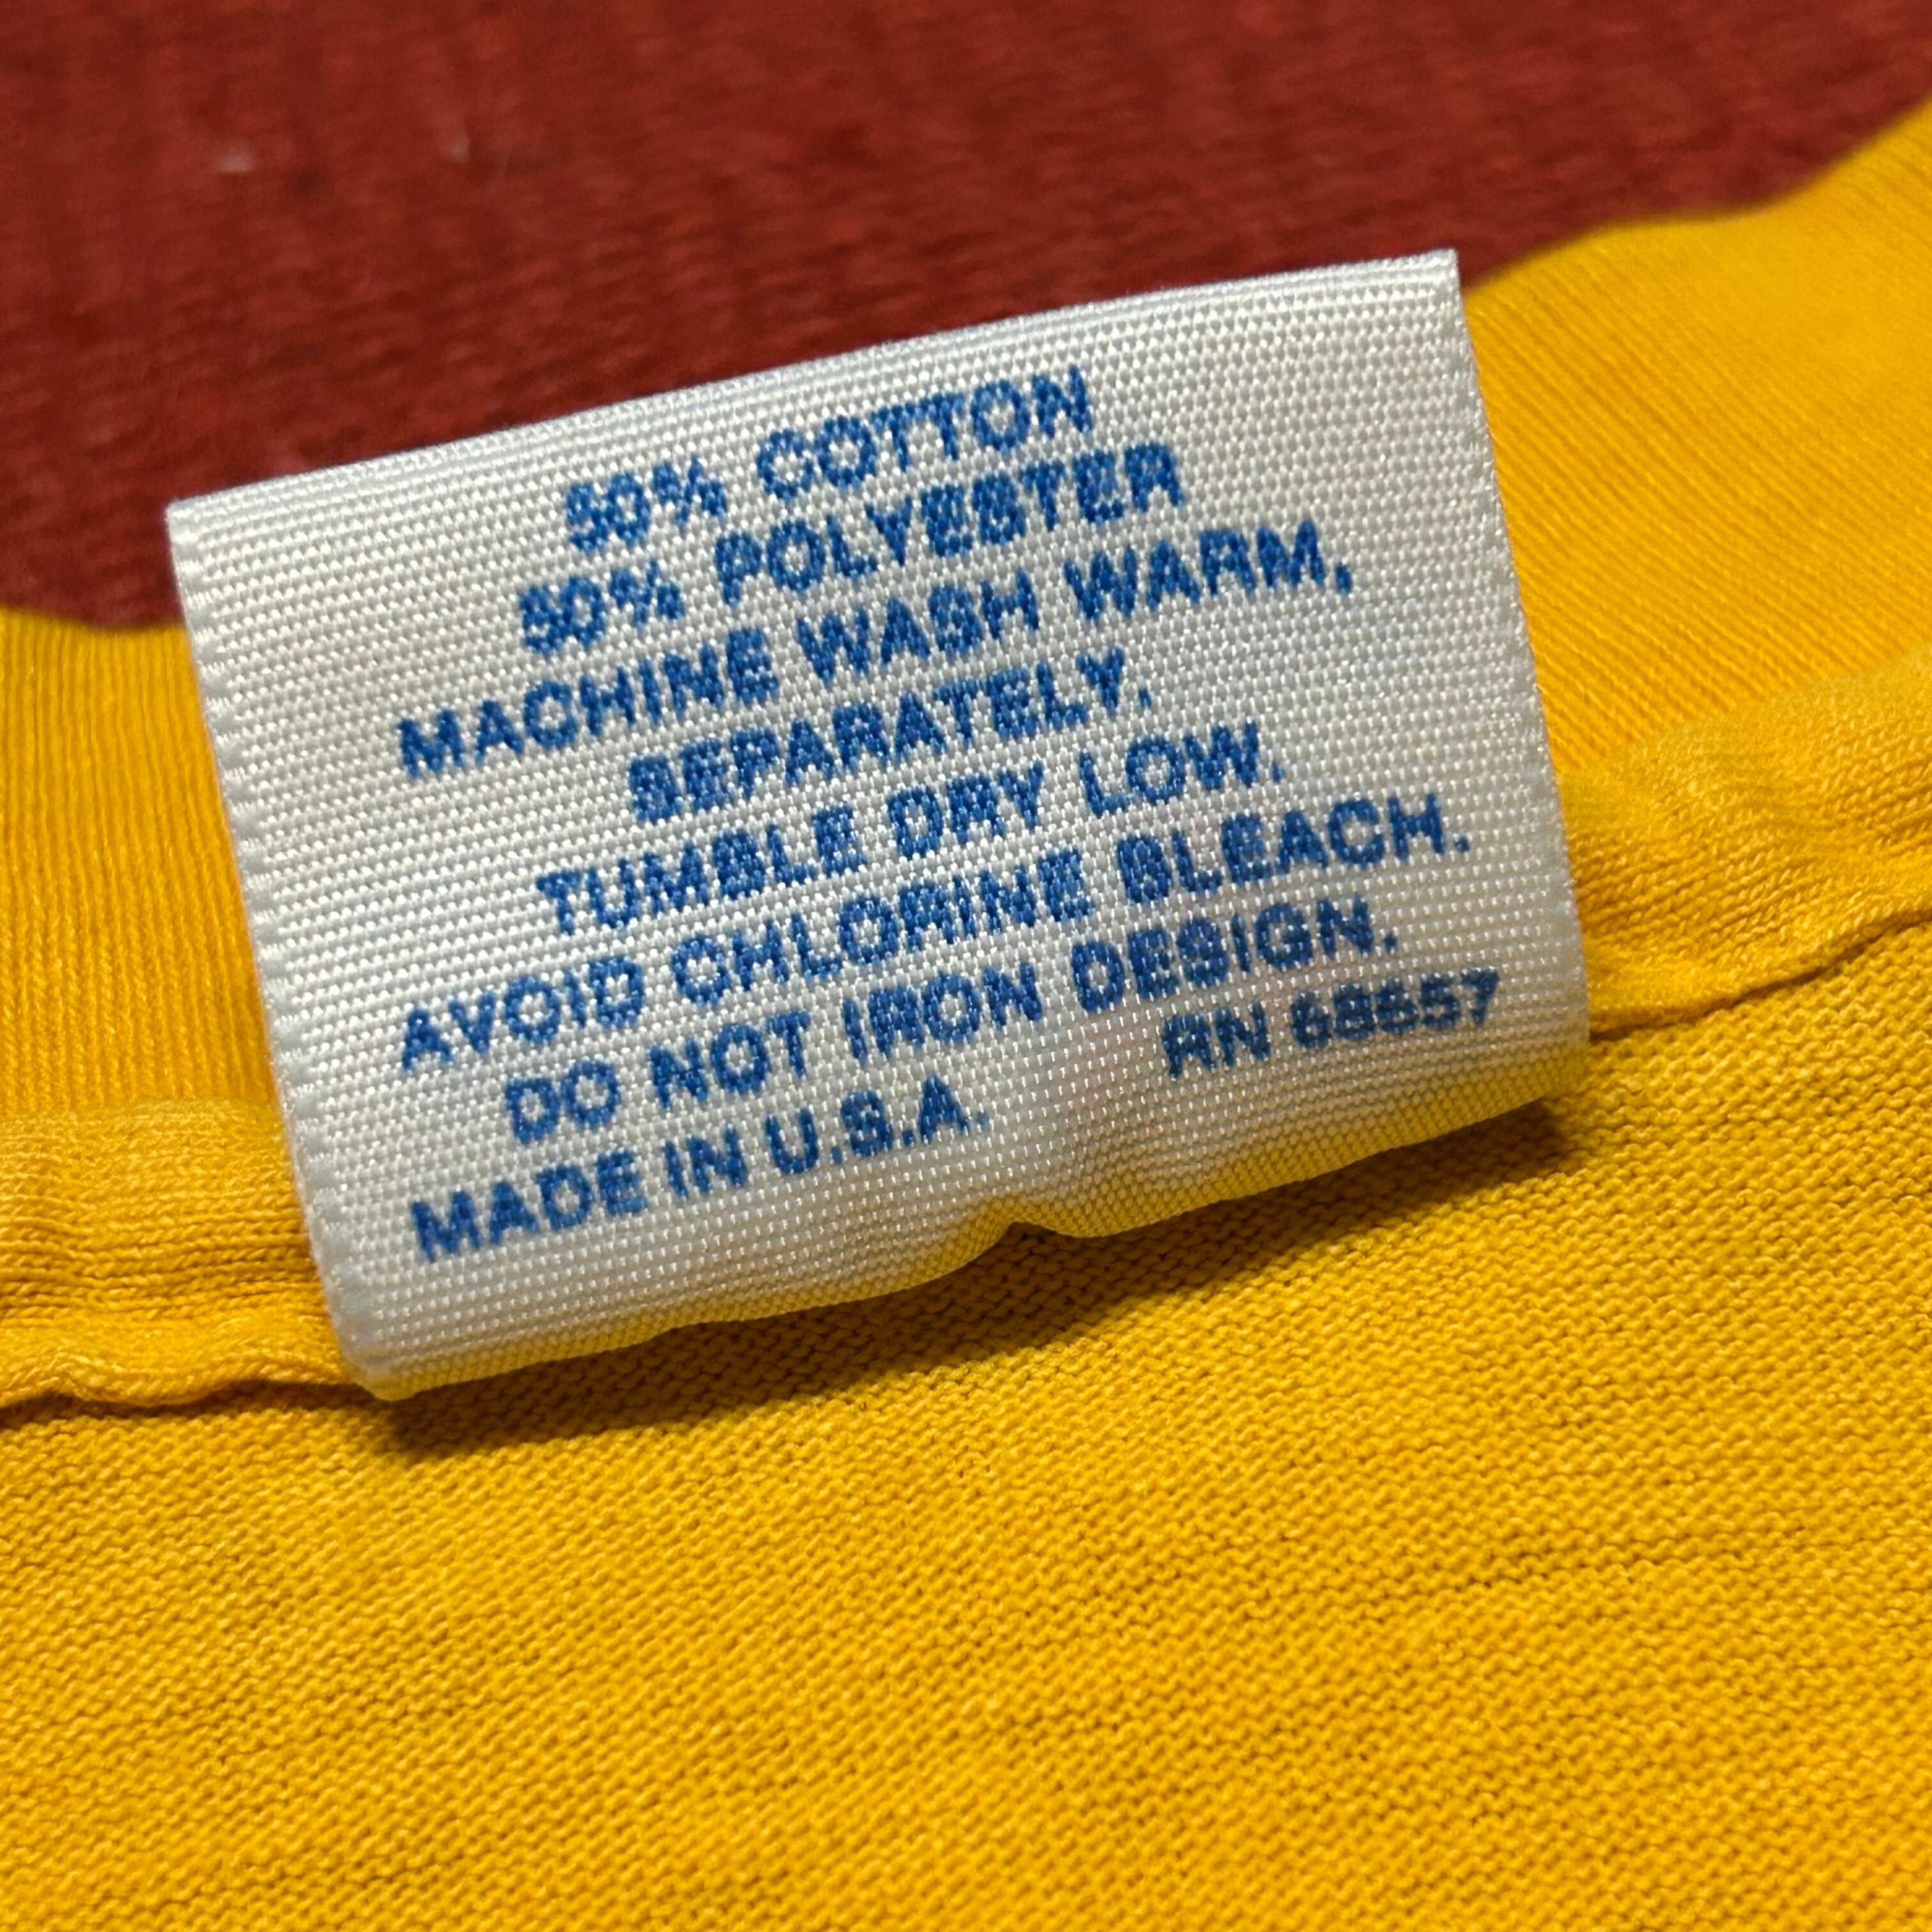 50% COTTON
50% POLYESTER
MACHINE WASH WARM,
SEPARATELY.
TUMBLE DRY LOW.
AVOID CHLORINE BLEACH.
DO NOT IRON DESIGN.
MADE IN U.S.A. RN 68657